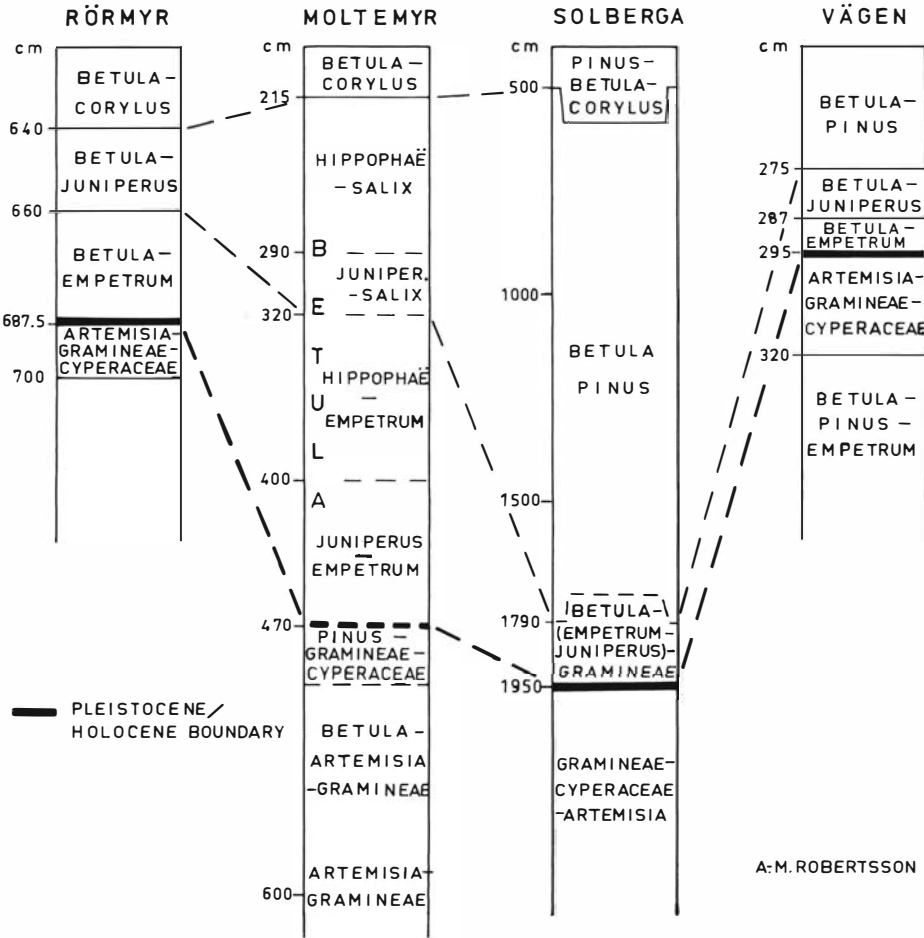 RÖRMYR
cm
BETULA-
CORYLUS
640
BETULA-
JUNIPERUS
660
BETULA-
EMPETRUM
687.5
ARTEMISIA-
GRAMINEAE-
CYPERACEAE
700
MOLTEMYR
cm
BETULA-
CORYLUS
215
HIPPOPHAË
-SALIX
290
JUNIPER.
-SALIX
320
HIPPOPHAË
-
EMPETRUM
400
JUNIPERUS
-
EMPETRUM
BETULA
470
PINUS-
GRAMINEAE-
CYPERACEAE
BETULA-
ARTEMISIA
-GRAMINEAE
ARTEMISIA-
600
GRAMINEAE
SOLBERGA
cm
PINUS-
500
BETULA-
CORYLUS
1000
BETULA
PINUS
1500
BETULA-
1790
(EMPETRUM-
JUNIPERUS)-
GRAMINEAE
1950
GRAMINEAE-
CYPERACEAE
-ARTEMISIA
VÄGEN
cm
BETULA-
PINUS
275
BETULA-
JUNIPERUS
287
BETULA-
EMPETRUM
295
ARTEMISIA-
GRAMINEAE-
CYPERACEAE
320
BETULA-
PINUS-
EMPETRUM
PLEISTOCENE/
HOLOCENE BOUNDARY
A-M. ROBERTSSON